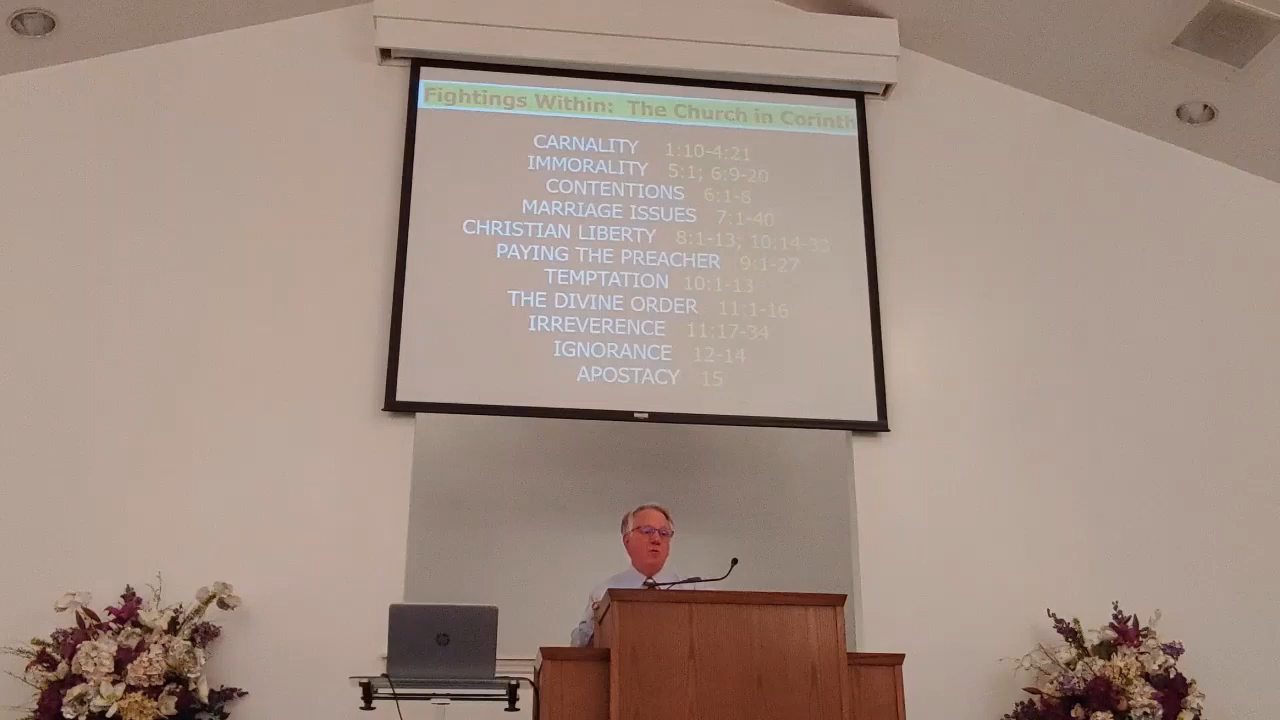 Fightings Within: The Church in Corinth
CARNALITY 1:10-4:21
IMMORALITY 5:1; 6:9-20
CONTENTIONS 6:1-8
MARRIAGE ISSUES 7:1-40
CHRISTIAN LIBERTY 8:1-13; 10:14-33
PAYING THE PREACHER 9:1-27
TEMPTATION 10:1-13
THE DIVINE ORDER 11:1-16
IRREVERENCE 11:17-34
IGNORANCE 12-14
APOSTACY 15
hp